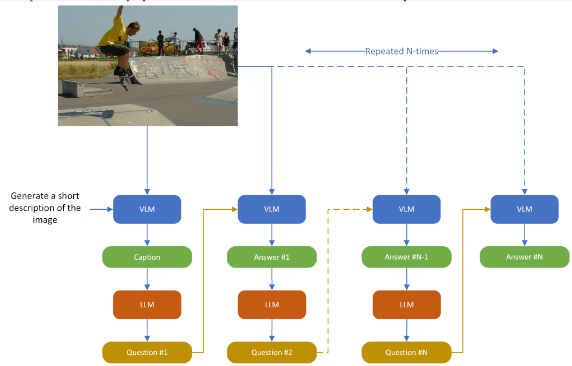 Repeated N-times
Generate a short
description of the
image
VLM
VLM
VLM
VLM
Caption
Answer #1
Answer #N-1
Answer #N
LLM
LLM
LLM
Question #1
Question #2
Question #N